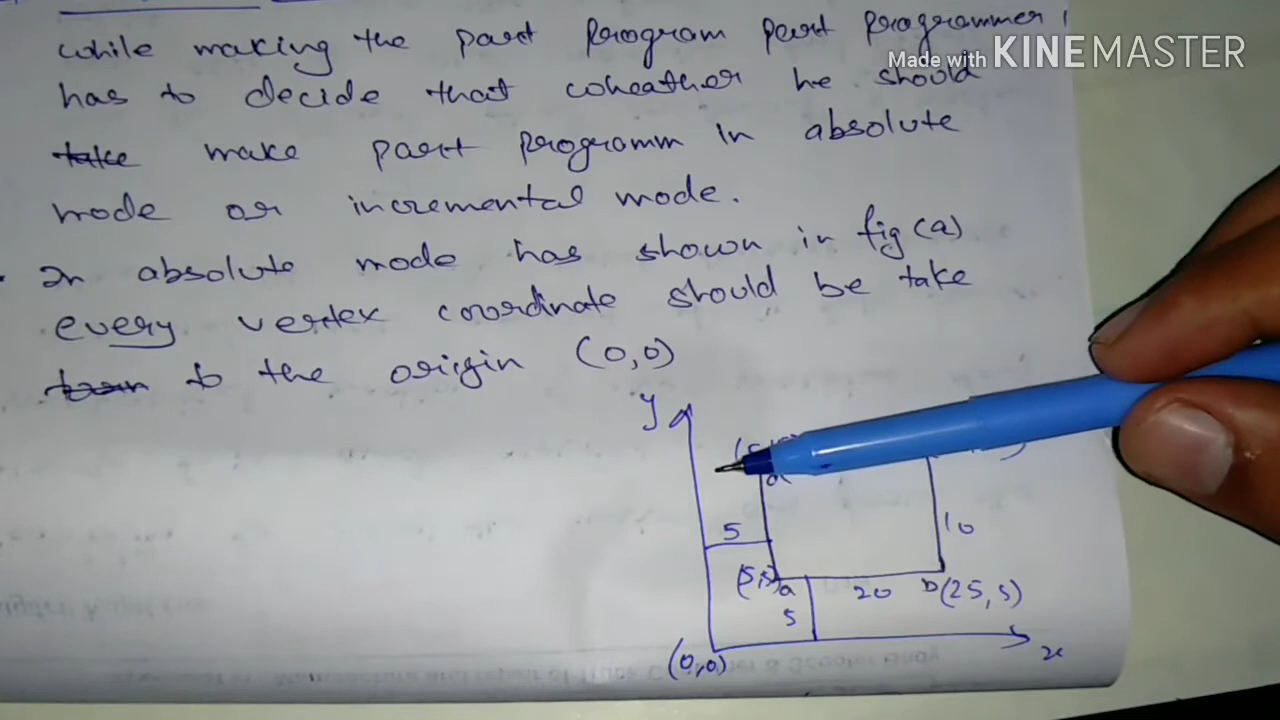 while making the part program part programmer
Made with KINEMASTER
has to decide that wheather he should
take make part programm in absolute
mode or incremental mode.
In absolute mode has shown in fig (a)
every vertex coordinate should be take
to the origin (0,0)
y
5
10
(5,5) a
20
b (25,5)
5
(0,0)
x